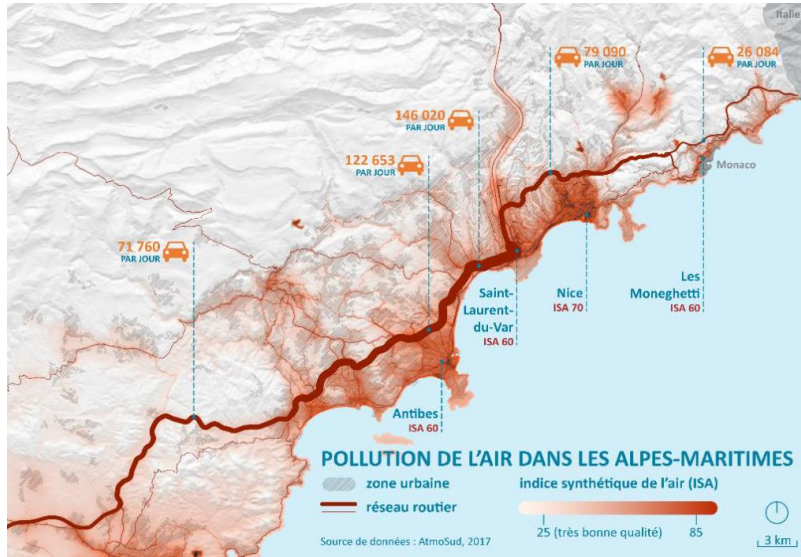 Italie
79 090
PAR JOUR
26 084
PAR JOUR
146 020
PAR JOUR
122 653
PAR JOUR
Monaco
71 760
PAR JOUR
Saint-
Laurent-
du-Var
ISA 60
Nice
ISA 70
Les
Moneghetti
ISA 60
Antibes
ISA 60
POLLUTION DE L'AIR DANS LES ALPES-MARITIMES
zone urbaine
indice synthétique de l'air (ISA)
réseau routier
25 (très bonne qualité)
85
Source de données : AtmoSud, 2017
3 km